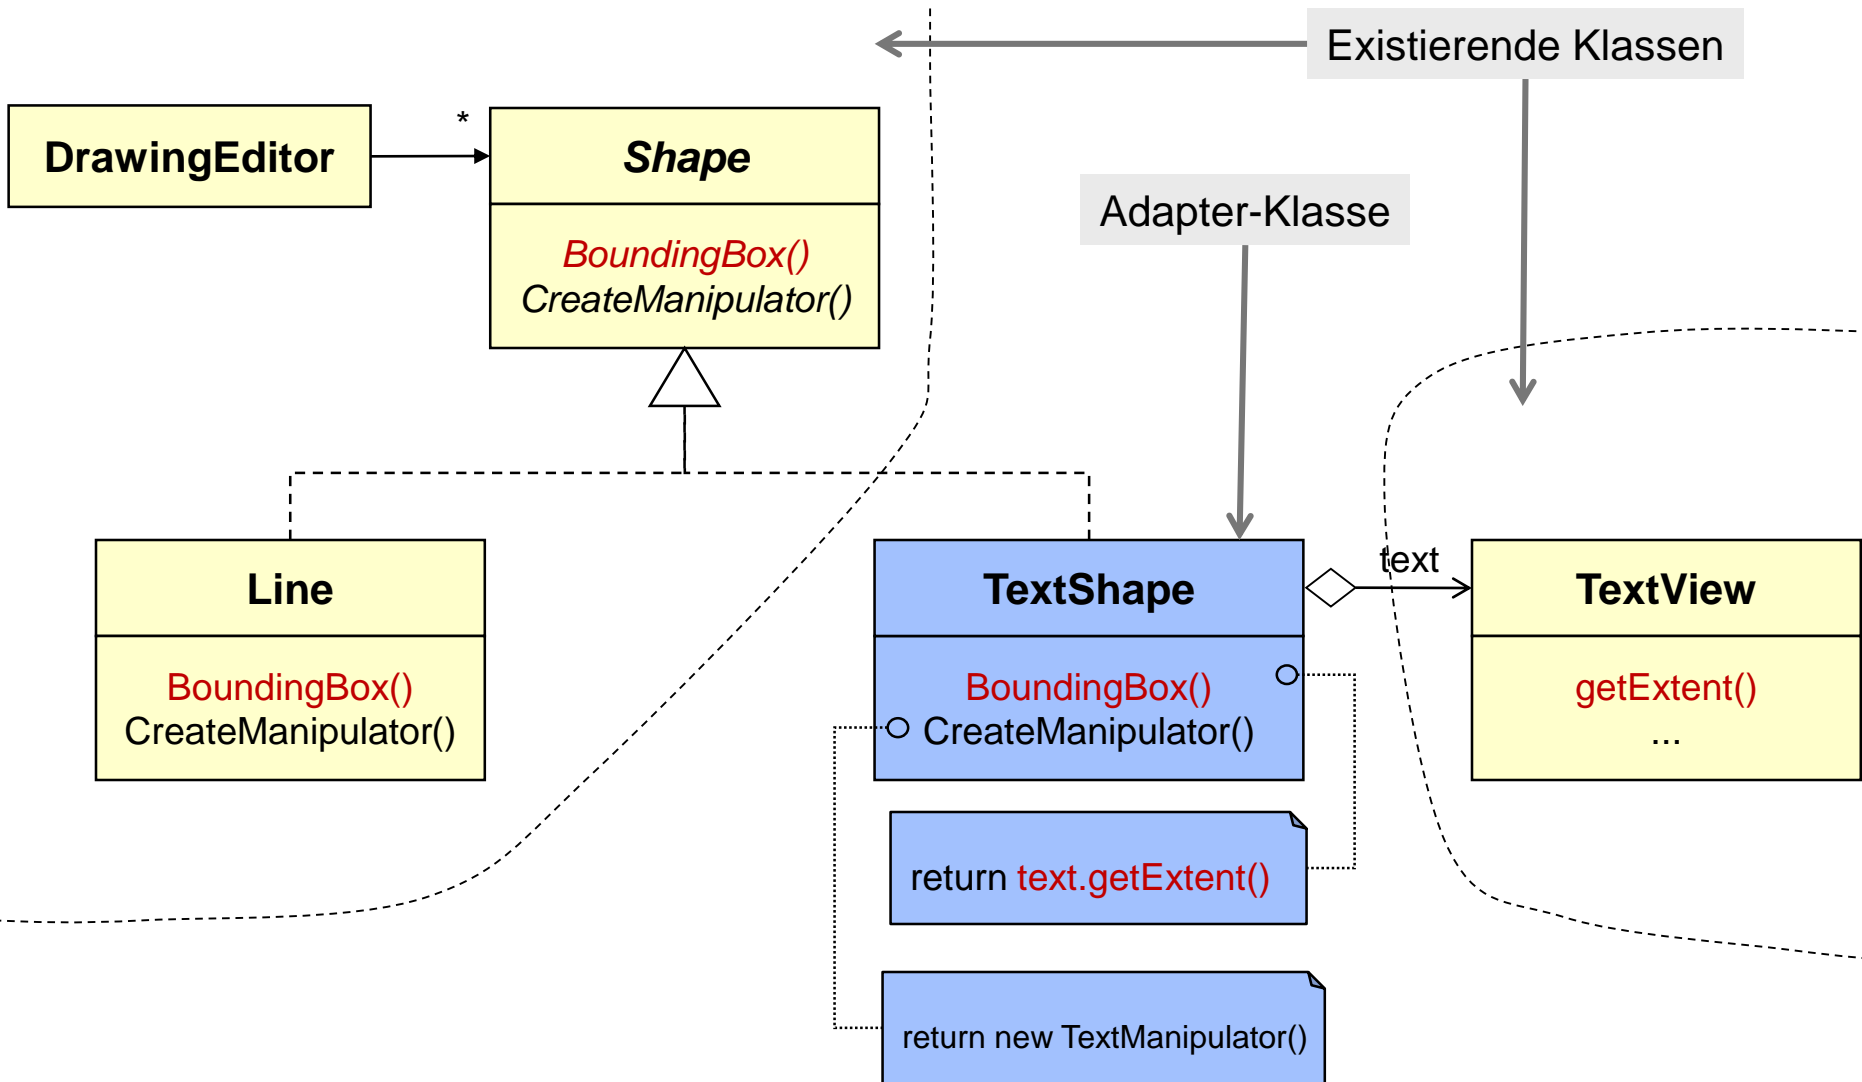 Existierende Klassen
DrawingEditor
*
Shape
BoundingBox()
CreateManipulator()
Adapter-Klasse
Line
BoundingBox()
CreateManipulator()
TextShape
BoundingBox()
CreateManipulator()
text
TextView
getExtent()
...
return text.getExtent()
return new TextManipulator()